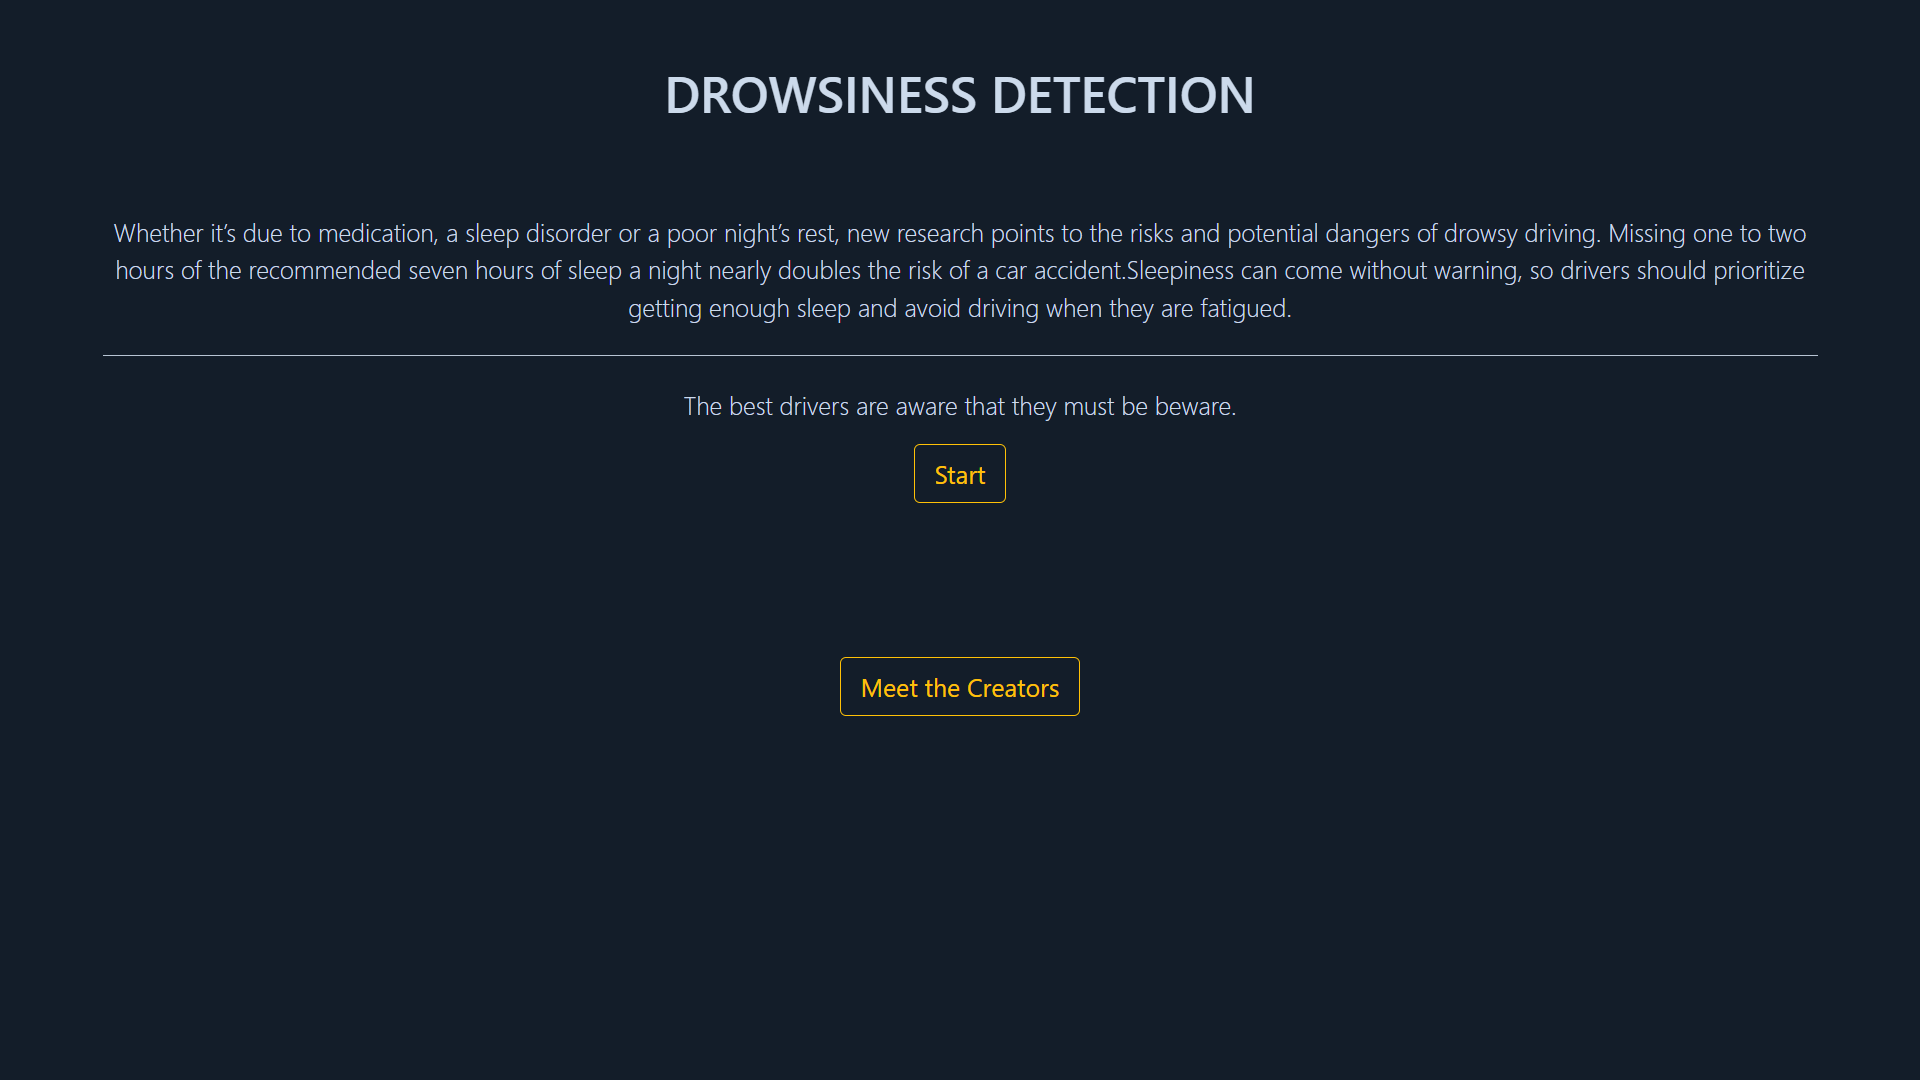 DROWSINESS DETECTION
Whether it’s due to medication, a sleep disorder or a poor night’s rest, new research points to the risks and potential dangers of drowsy driving. Missing one to two
hours of the recommended seven hours of sleep a night nearly doubles the risk of a car accident.Sleepiness can come without warning, so drivers should prioritize
getting enough sleep and avoid driving when they are fatigued.
The best drivers are aware that they must be beware.
Start
Meet the Creators